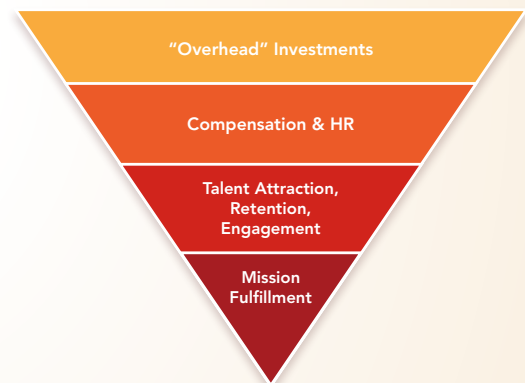 “Overhead” Investments
Compensation & HR
Talent Attraction,
Retention,
Engagement
Mission
Fulfillment